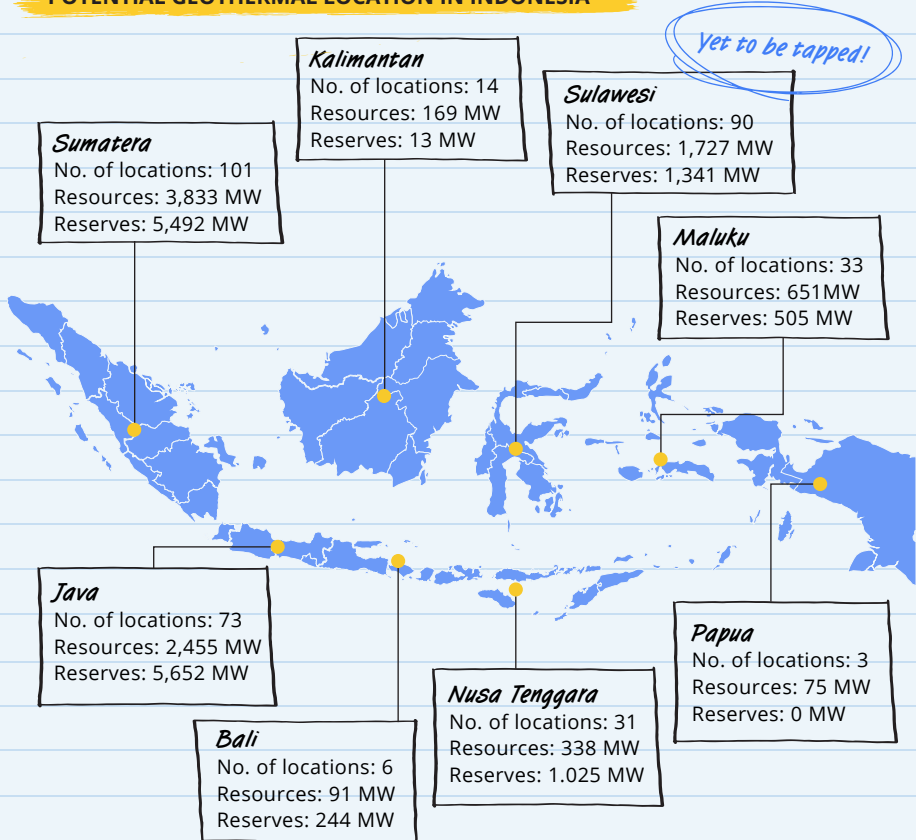 POTENTIAL GEOTHERMAL LOCATION IN INDONESIA
Yet to be tapped!
Kalimantan
No. of locations: 14
Resources: 169 MW
Reserves: 13 MW
Sulawesi
No. of locations: 90
Resources: 1,727 MW
Reserves: 1,341 MW
Sumatera
No. of locations: 101
Resources: 3,833 MW
Reserves: 5,492 MW
Maluku
No. of locations: 33
Resources: 651MW
Reserves: 505 MW
Java
No. of locations: 73
Resources: 2,455 MW
Reserves: 5,652 MW
Papua
No. of locations: 3
Resources: 75 MW
Reserves: 0 MW
Nusa Tenggara
No. of locations: 31
Resources: 338 MW
Reserves: 1.025 MW
Bali
No. of locations: 6
Resources: 91 MW
Reserves: 244 MW